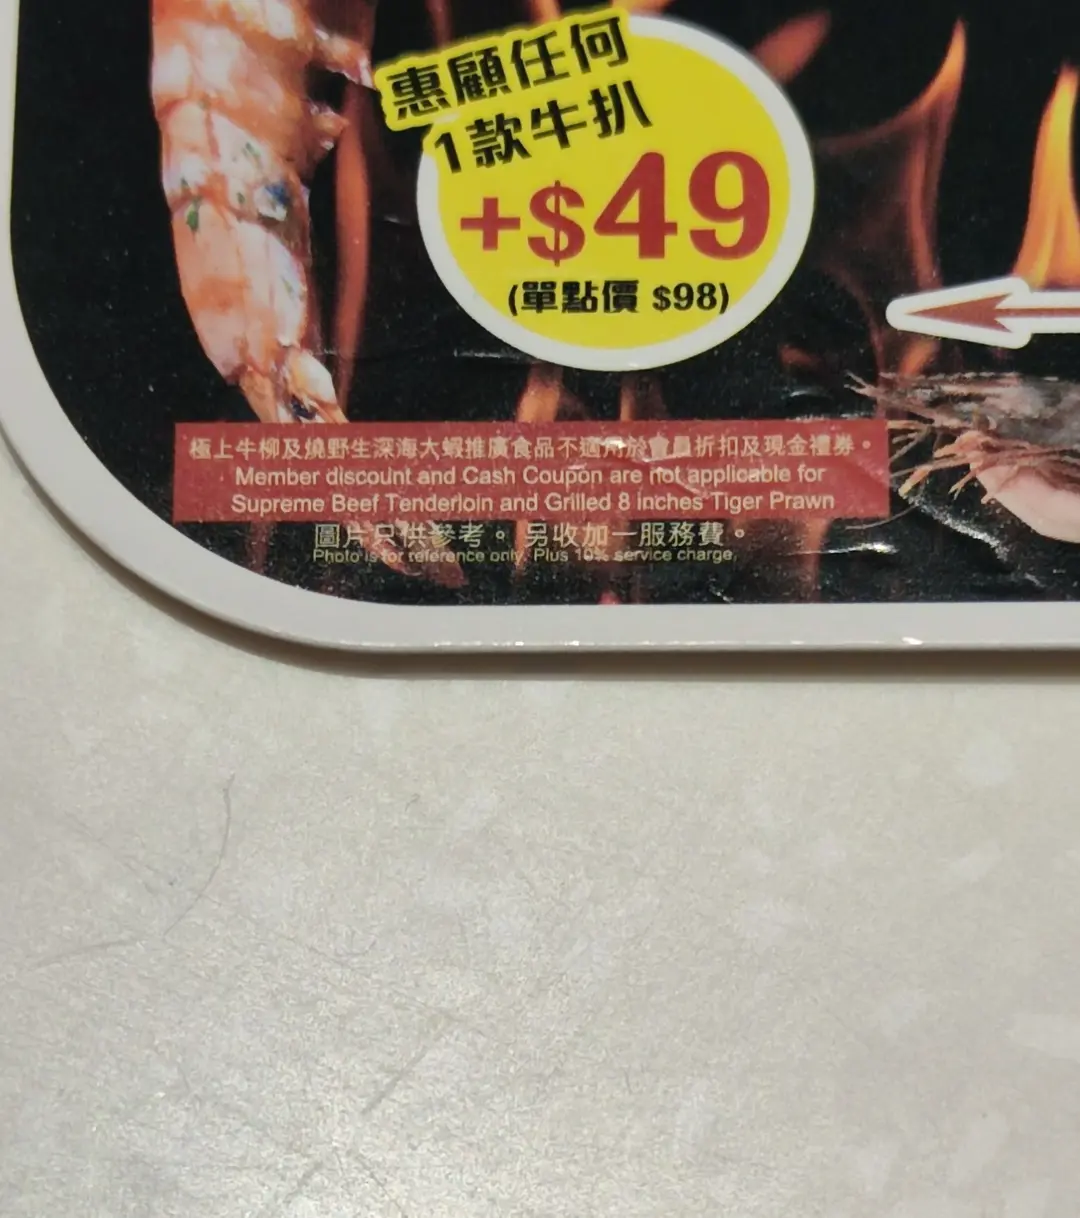 惠顧任何
1款牛扒
+$49
(單點價 $98)
極上牛柳及燒野生深海大蝦推廣食品不適用於會員折扣及現金禮券。
Member discount and Cash Coupon are not applicable for
Supreme Beef Tenderloin and Grilled 8 inches Tiger Prawn
圖片只供參考。另收加一服務費。
Photo is for reference only. Plus 10% service charge.